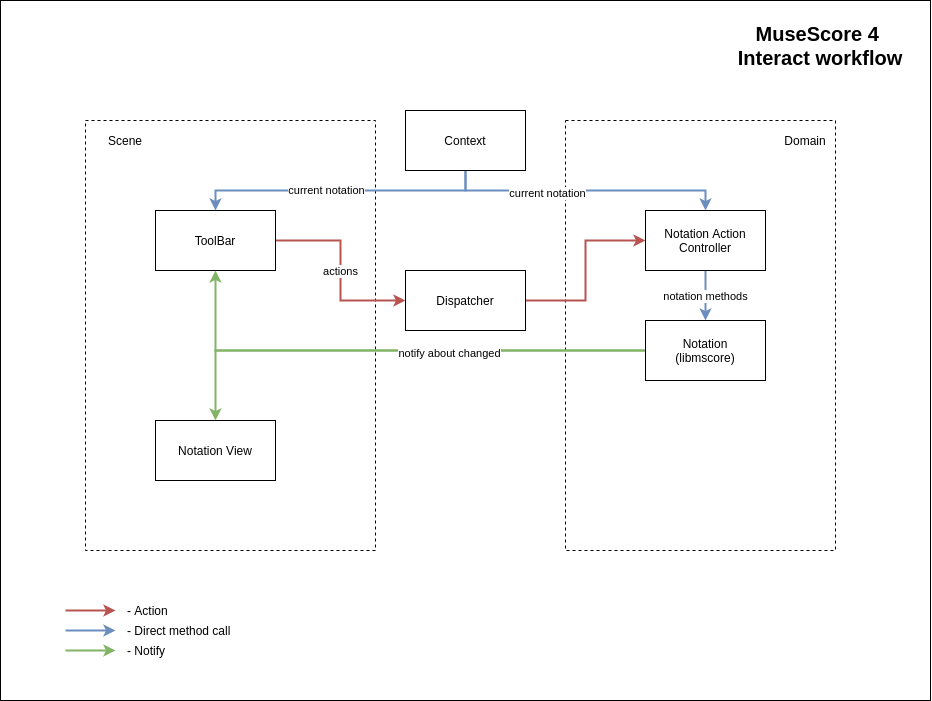 MuseScore 4
Interact workflow
Scene
Context
Domain
current notation
current notation
ToolBar
Notation Action
Controller
actions
Dispatcher
notation methods
Notation
(libmscore)
notify about changed
Notation View
- Action
- Direct method call
- Notify